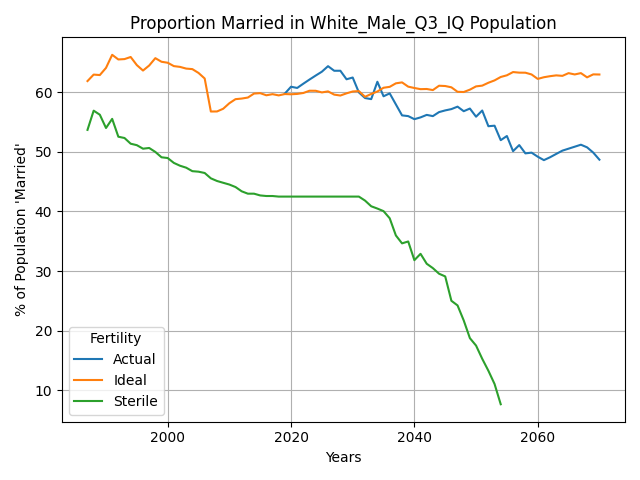 Proportion Married in White_Male_Q3_IQ Population
% of Population 'Married'
60
50
40
30
20
10
Fertility
Actual
Ideal
Sterile
2000
2020
2040
2060
Years